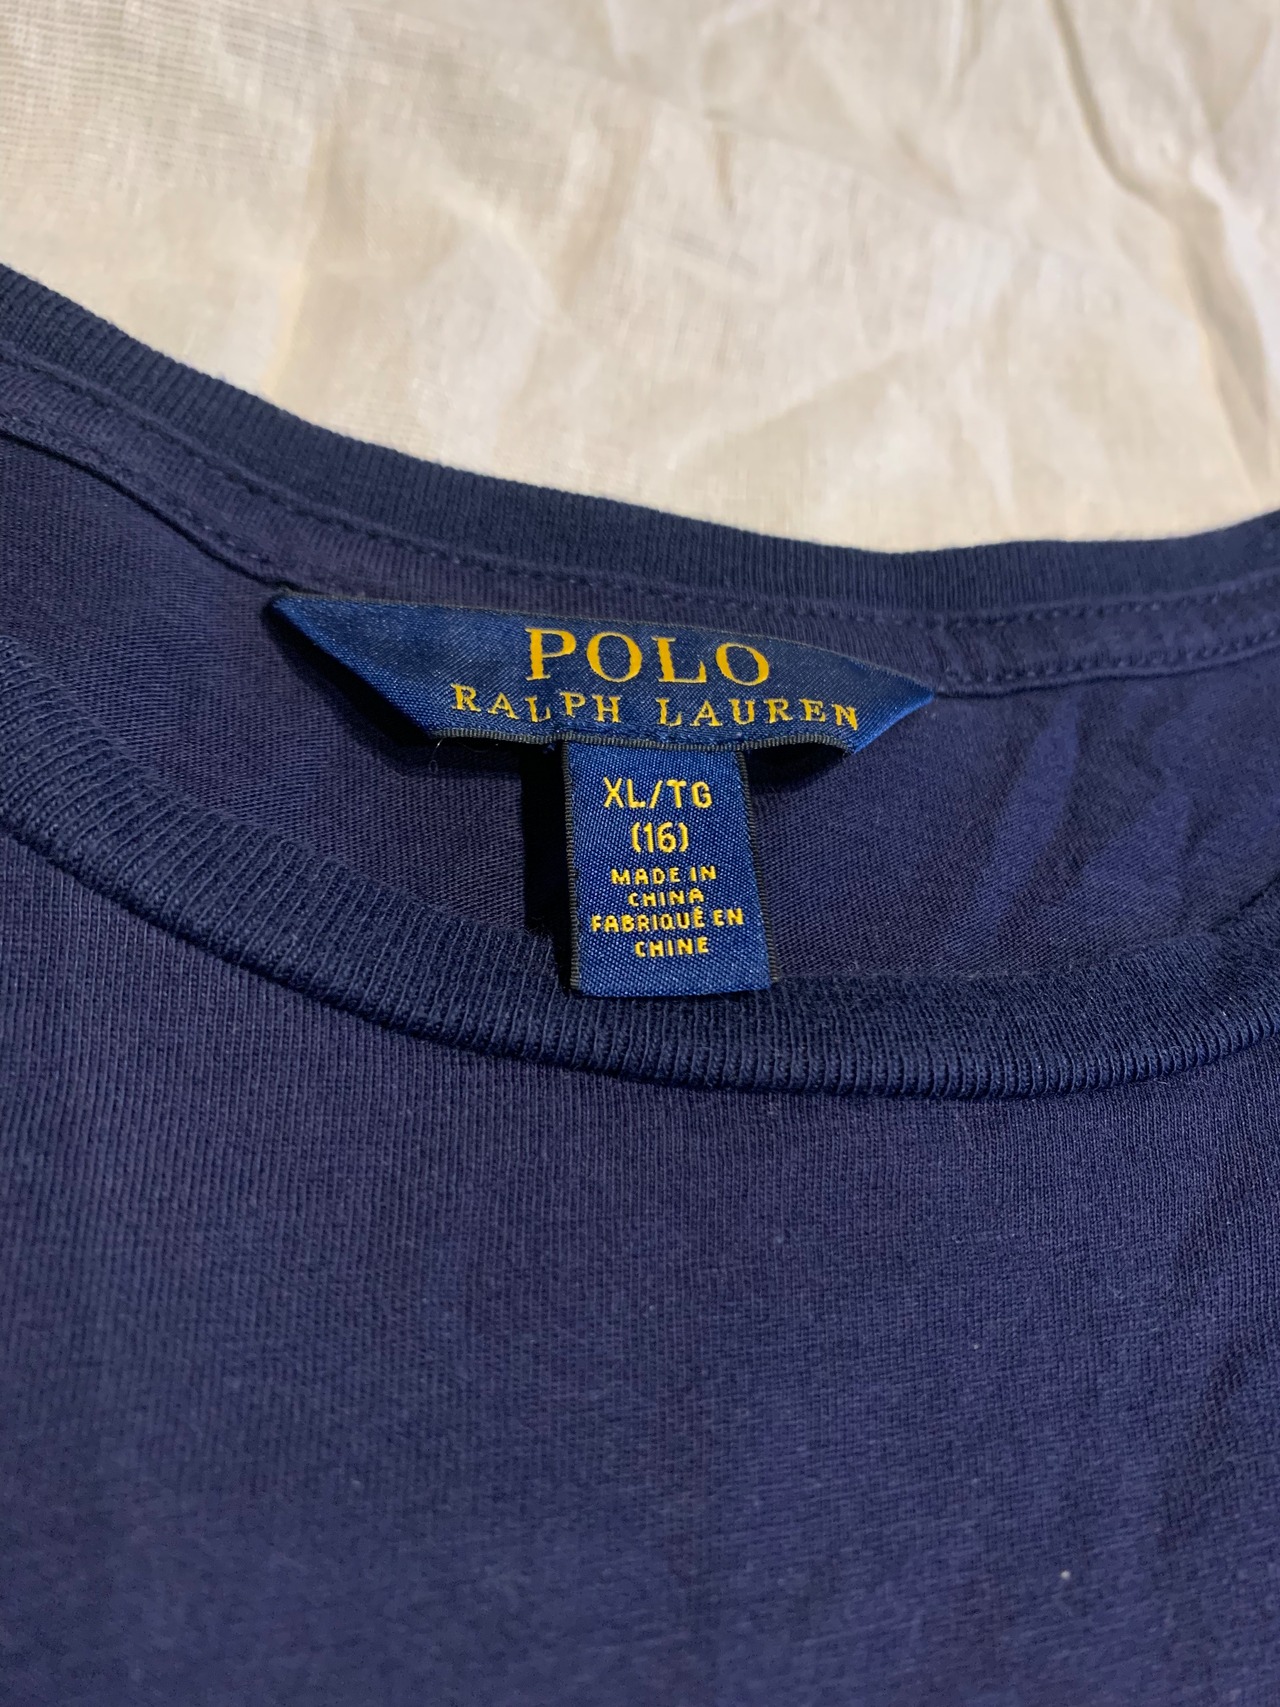 POLO
RALPH LAUREN
XL/TG
(16)
MADE IN
CHINA
FABRIQUÉ EN
CHINE